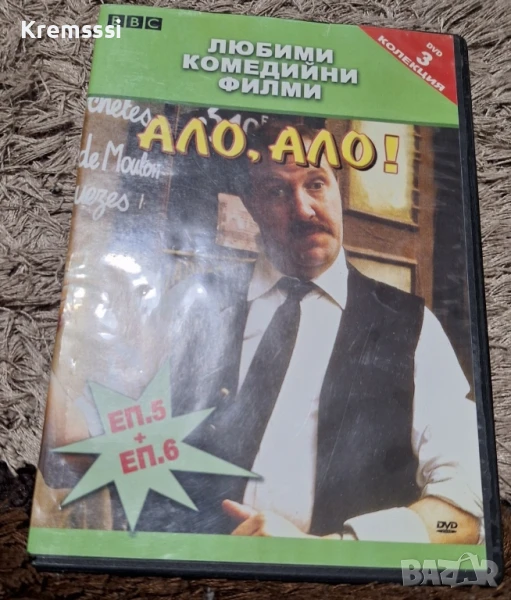 Kremsssi
BBC
ЛЮБИМИ
КОМЕДИЙНИ
ФИЛМИ
DVD
3
КОЛЕКЦИЯ
АЛО, АЛО!
de Mouton
ЕП.5
+
ЕП.6
DVD
BAZAR